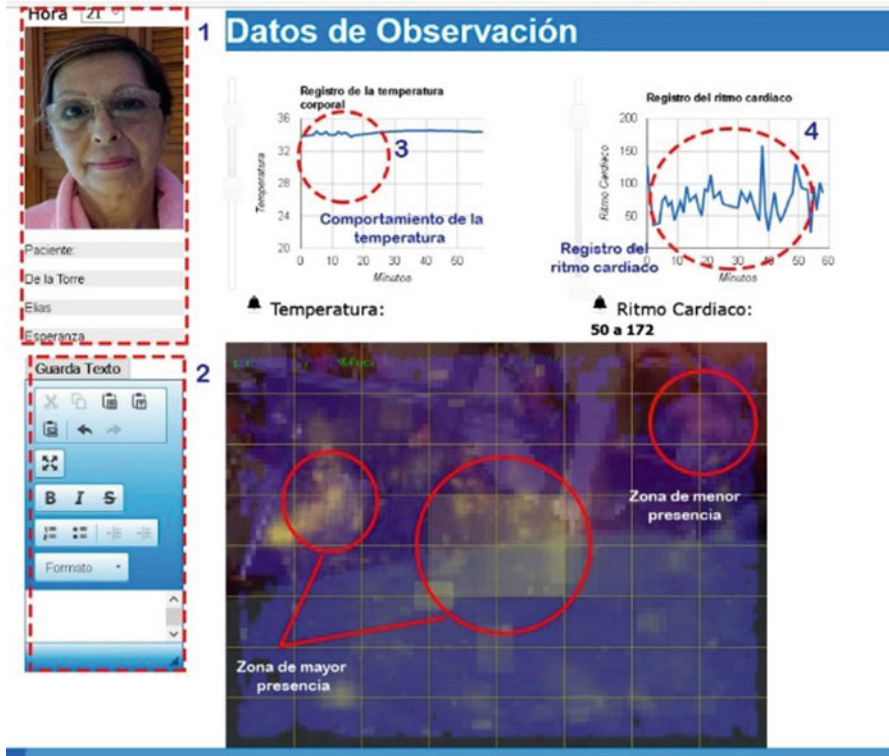 Hora 21
1
Datos de Observación
Paciente:
De la Torre
Elias
Esperanza
Registro de la temperatura
corporal
36
32
28
24
20
Temperatura
3
Comportamiento de la
temperatura
0 10 20 30 40 50
Minutos
Temperatura:
Registro del ritmo cardiaco
200
150
100
50
Ritmo Cardiaco
4
Registro del
ritmo cardiaco
10 20 30 40 50 60
Minutos
Ritmo Cardiaco:
50 a 172
2
Guarda Texto
B I S
Formato
Zona de menor
presencia
Zona de mayor
presencia